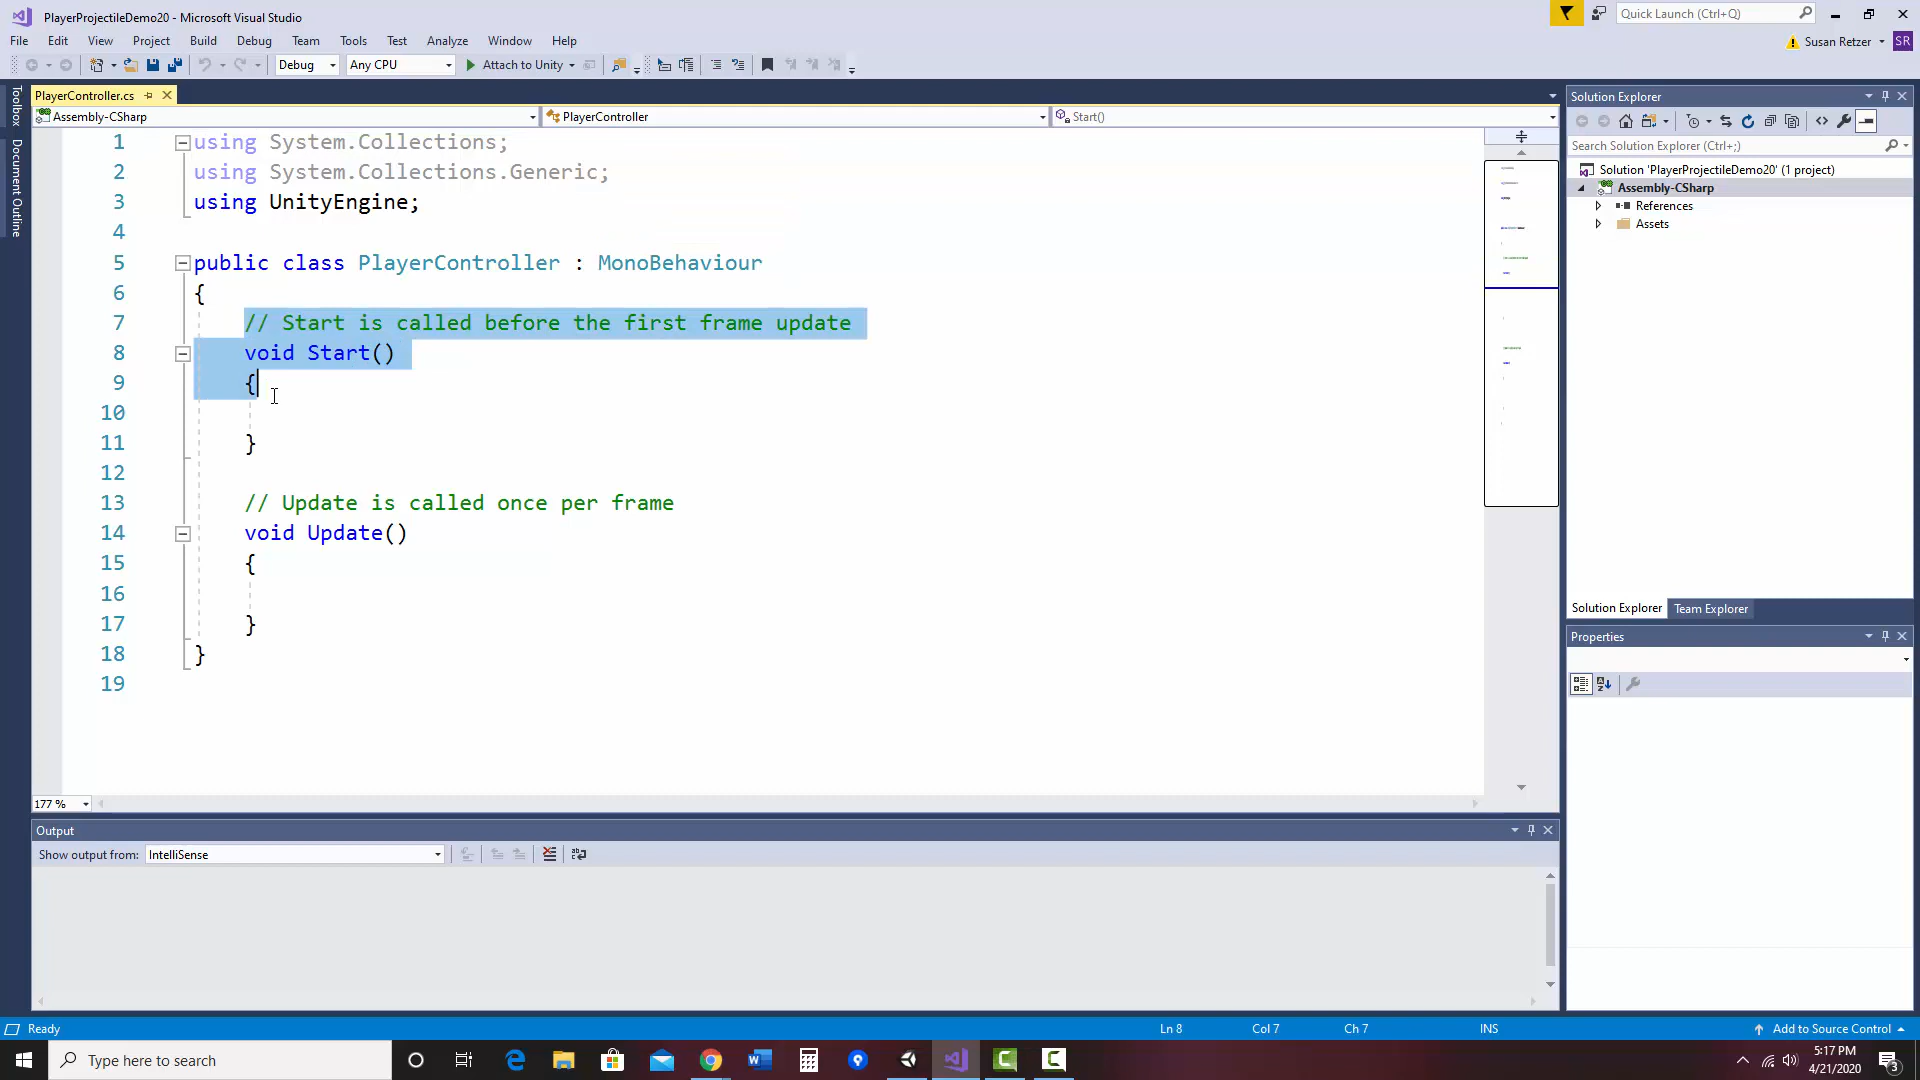 PlayerProjectileDemo20 - Microsoft Visual Studio
Quick Launch (Ctrl+Q)
File Edit View Project Build Debug Team Tools Test Analyze Window Help
Susan Retzer SR
Debug Any CPU Attach to Unity
Toolbox
Document Outline
PlayerController.cs
Assembly-CSharp PlayerController Start()
1 using System.Collections;
2 using System.Collections.Generic;
3 using UnityEngine;
4
5 public class PlayerController : MonoBehaviour
6 {
7 // Start is called before the first frame update
8 void Start()
9 {
10
11 }
12
13 // Update is called once per frame
14 void Update()
15 {
16
17 }
18 }
19
177 %
Solution Explorer
Search Solution Explorer (Ctrl+;)
Solution 'PlayerProjectileDemo20' (1 project)
Assembly-CSharp
References
Assets
Solution Explorer Team Explorer
Properties
Output
Show output from: IntelliSense
Ready Ln 8 Col 7 Ch 7 INS Add to Source Control
Type here to search
5:17 PM
4/21/2020
3